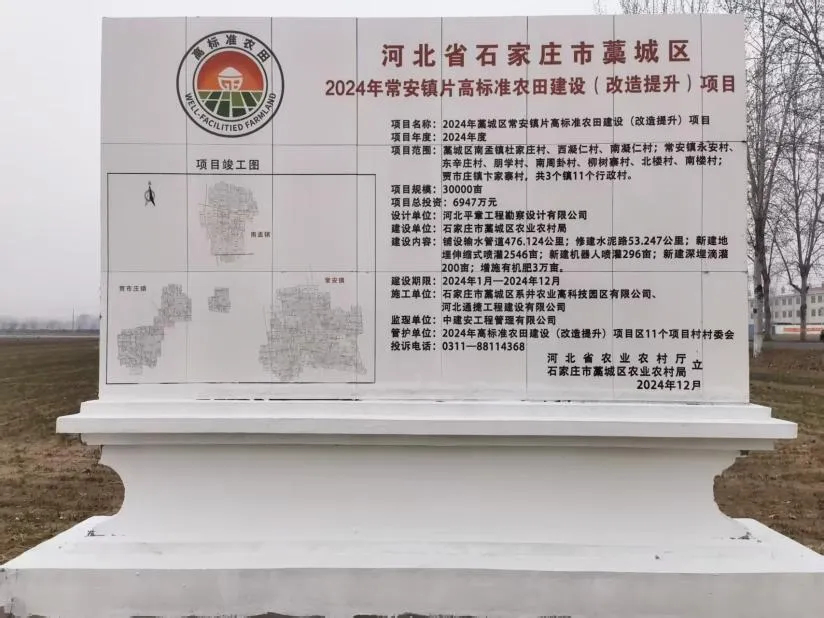 高标准农田
WELL-FACILITIED FARMLAND
河北省石家庄市藁城区
2024年常安镇片高标准农田建设（改造提升）项目
项目竣工图
南孟镇
贾市庄镇
常安镇
项目名称：2024年藁城区常安镇片高标准农田建设（改造提升）项目
项目年度：2024年度
项目范围：藁城区南孟镇杜家庄村、西凝仁村、南凝仁村；常安镇永安村、
东辛庄村、朋学村、南周卦村、柳树寨村、北楼村、南楼村；
贾市庄镇卞家寨村，共3个镇11个行政村。
项目规模：30000亩
项目总投资：6947万元
设计单位：河北平章工程勘察设计有限公司
建设单位：石家庄市藁城区农业农村局
建设内容：铺设输水管道476.124公里；修建水泥路53.247公里；新建地
埋伸缩式喷灌2546亩；新建机器人喷灌296亩；新建深埋滴灌
200亩；增施有机肥3万亩。
建设期限：2024年1月—2024年12月
施工单位：石家庄市藁城区系井农业高科技园区有限公司、
河北通捷工程建设有限公司
监理单位：中建安工程管理有限公司
管护单位：2024年高标准农田建设（改造提升）项目区11个项目村村委会
投诉电话：0311—88114368
河北省农业农村厅
石家庄市藁城区农业农村局
立
2024年12月